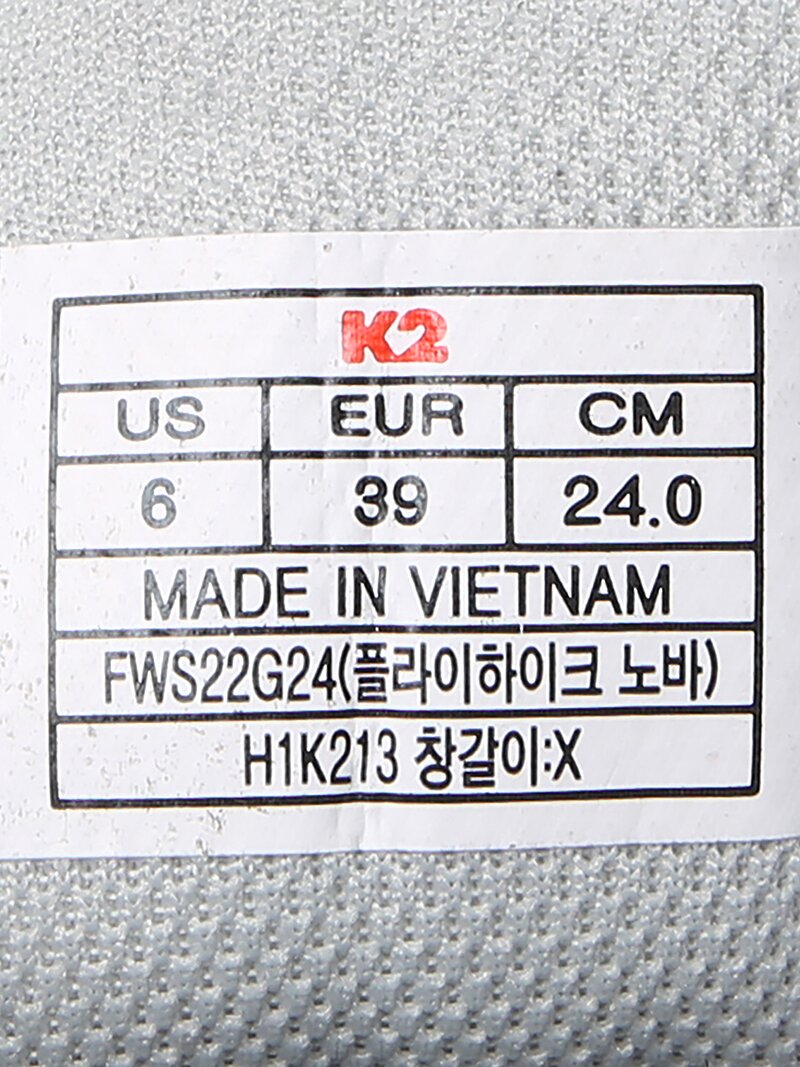 K2
US EUR CM
6 39 24.0
MADE IN VIETNAM
FWS22G24(플라이하이크 노바)
H1K213 창갈이:X